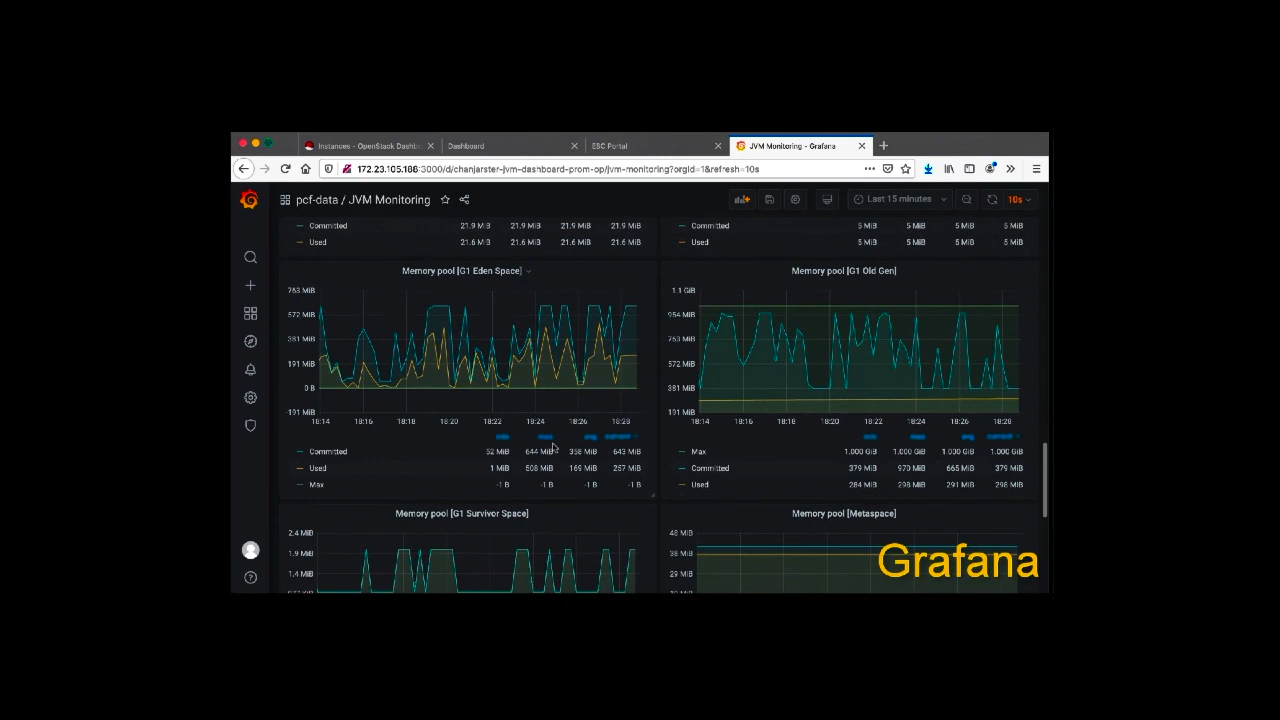 Instances - OpenStack Dashb
Dashboard
ESC Portal
JVM Monitoring - Grafana
172.23.105.188:3000/d/chanjarster-jvm-dashboard-prom-op/jvm-monitoring?orgId=1&refresh=10s
pcf-data / JVM Monitoring
Last 15 minutes
10s
Committed 21.9 MiB 21.9 MiB 21.9 MiB 21.9 MiB
Used 21.6 MiB 21.6 MiB 21.6 MiB 21.6 MiB
Committed 5 MiB 5 MiB 5 MiB 5 MiB
Used 5 MiB 5 MiB 5 MiB 5 MiB
Memory pool [G1 Eden Space]
763 MiB
572 MiB
381 MiB
191 MiB
0 B
-191 MiB
18:14 18:16 18:18 18:20 18:22 18:24 18:26 18:28
Committed 52 MiB 644 MiB 358 MiB 643 MiB
Used 1 MiB 508 MiB 169 MiB 257 MiB
Max -1 B -1 B -1 B -1 B
Memory pool [G1 Old Gen]
1.1 GiB
954 MiB
763 MiB
572 MiB
381 MiB
191 MiB
18:14 18:16 18:18 18:20 18:22 18:24 18:26 18:28
Max 1.000 GiB 1.000 GiB 1.000 GiB 1.000 GiB
Committed 379 MiB 970 MiB 665 MiB 379 MiB
Used 284 MiB 298 MiB 291 MiB 298 MiB
Memory pool [G1 Survivor Space]
2.4 MiB
1.9 MiB
1.4 MiB
Memory pool [Metaspace]
48 MiB
38 MiB
29 MiB
Grafana